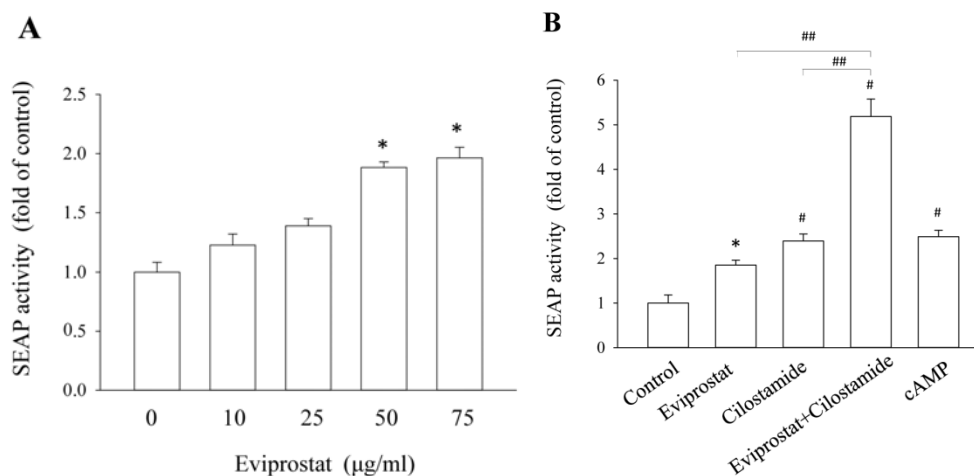 A
SEAP activity (fold of control)
2.5
2.0
1.5
1.0
0.5
0.0
* *
0 10 25 50 75
Eviprostat (μg/ml)
B
SEAP activity (fold of control)
6
5
4
3
2
1
0
##
##
#
#
*
#
Control
Eviprostat
Cilostamide
Eviprostat+Cilostamide
cAMP